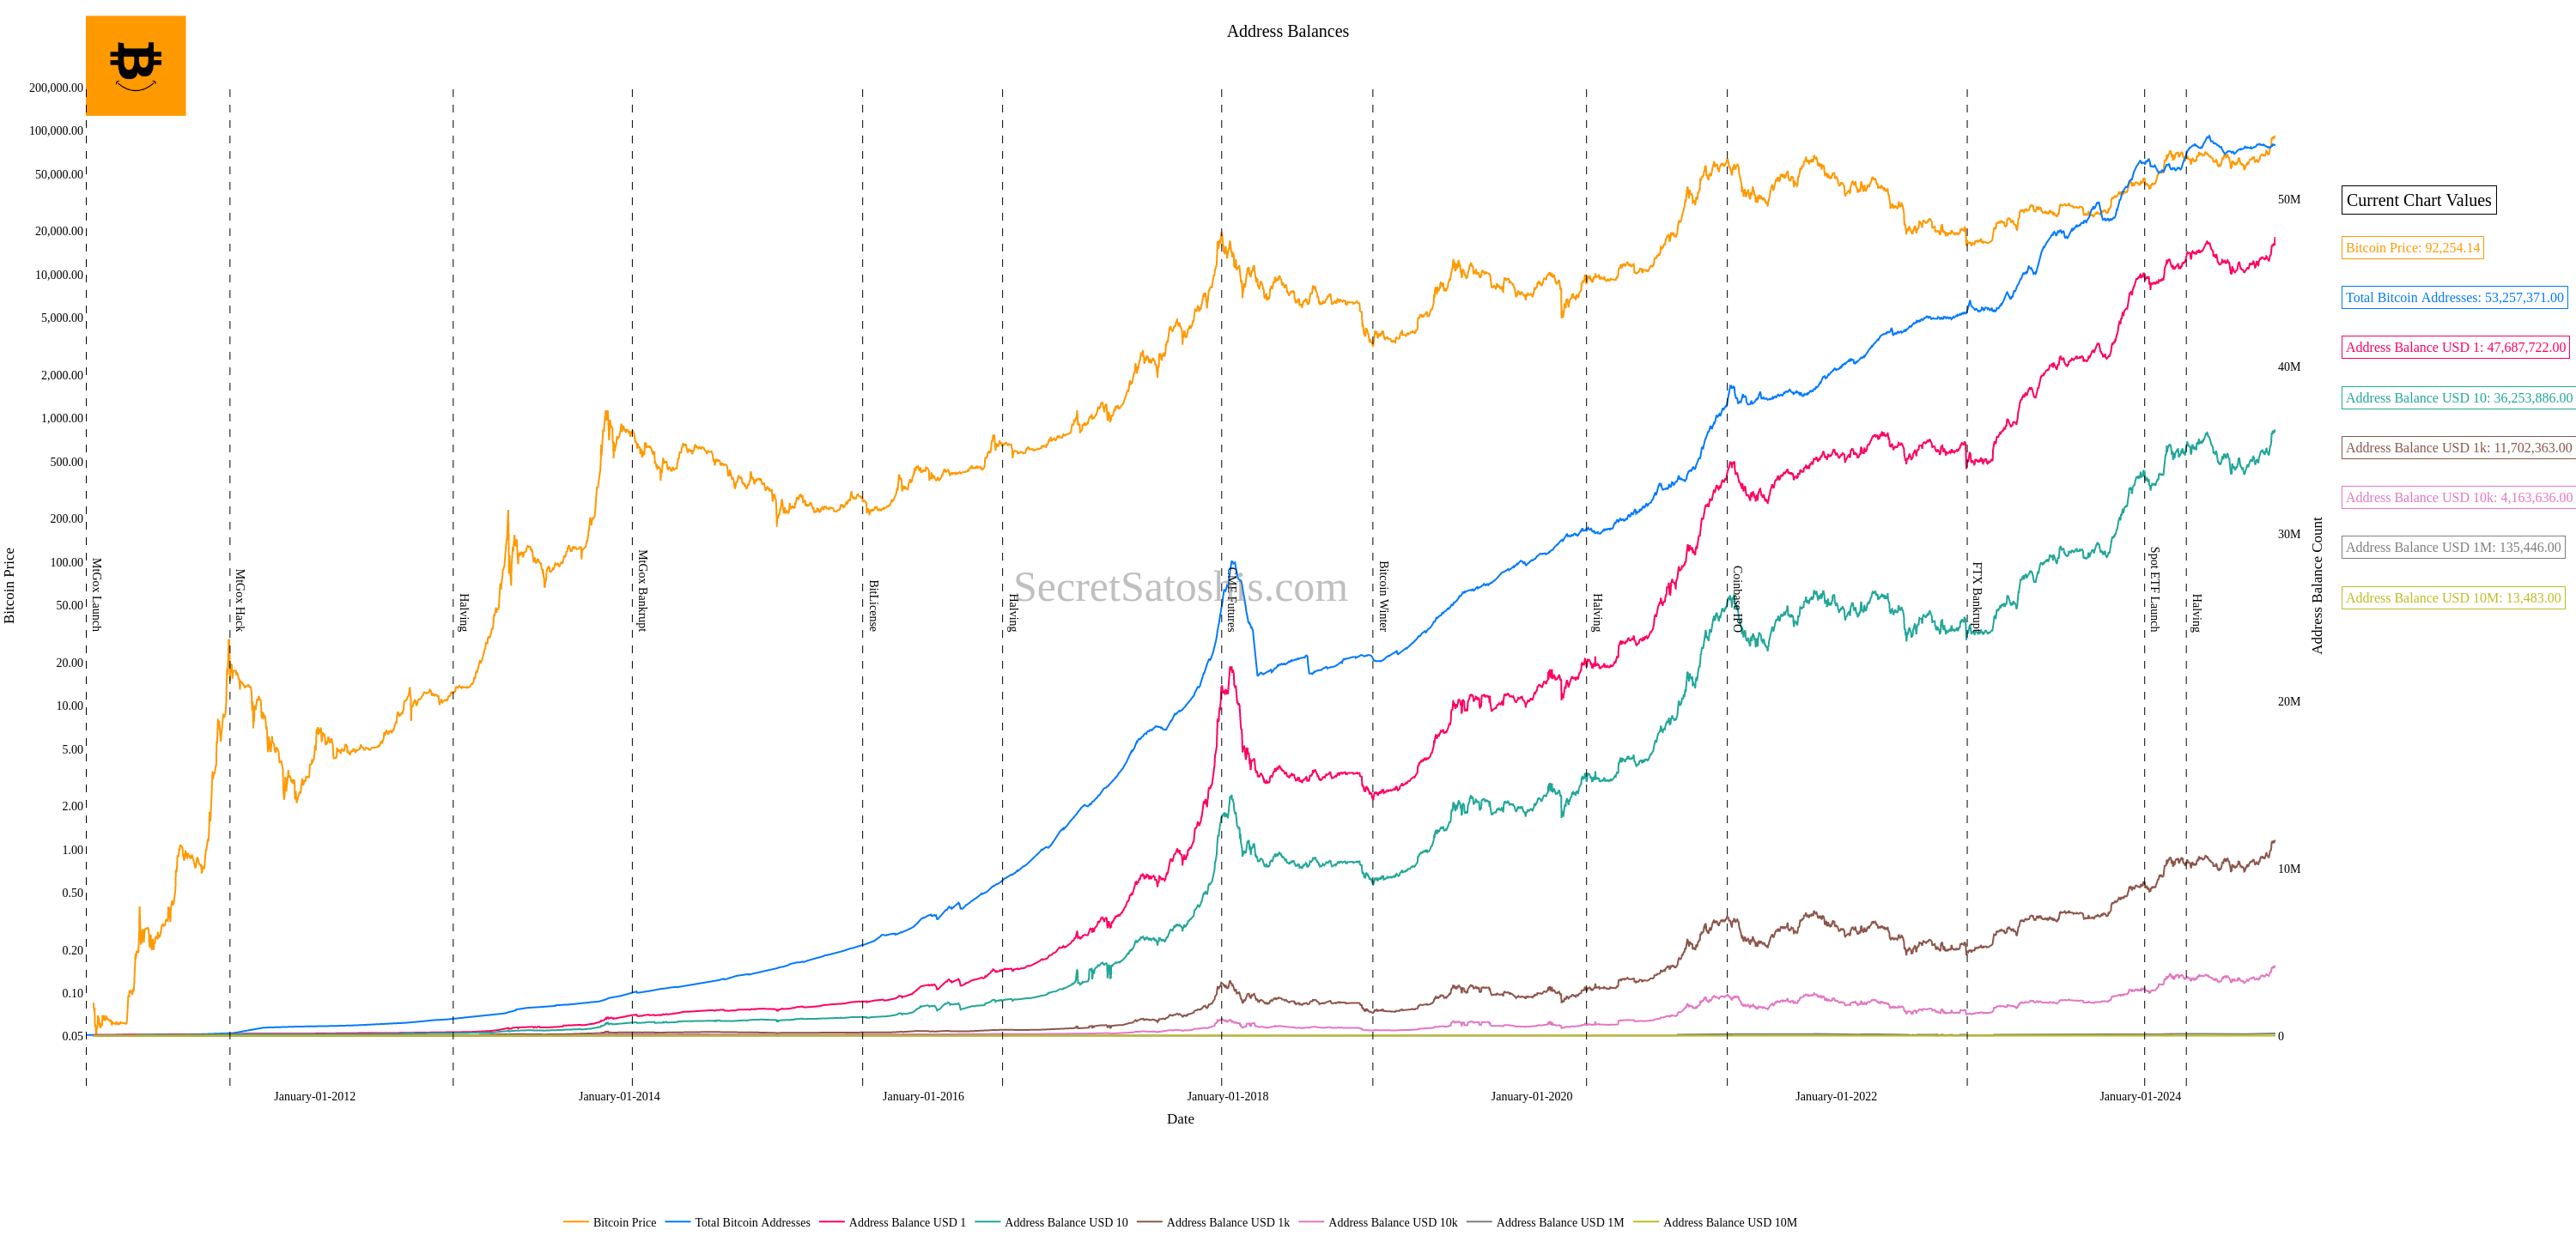 Address Balances
200,000.00
100,000.00
50,000.00
20,000.00
10,000.00
5,000.00
2,000.00
1,000.00
500.00
200.00
100.00
50.00
20.00
10.00
5.00
2.00
1.00
0.50
0.20
0.10
0.05
Bitcoin Price
MtGox Launch
MtGox Hack
Halving
MtGox Bankrupt
BitLicense
Halving
CME Futures
Bitcoin Winter
Halving
Coinbase IPO
FTX Bankrupt
Spot ETF Launch
Halving
SecretSatoshis.com
50M
40M
30M
20M
10M
0
Address Balance Count
Current Chart Values
Bitcoin Price: 92,254.14
Total Bitcoin Addresses: 53,257,371.00
Address Balance USD 1: 47,687,722.00
Address Balance USD 10: 36,253,886.00
Address Balance USD 1k: 11,702,363.00
Address Balance USD 10k: 4,163,636.00
Address Balance USD 1M: 135,446.00
Address Balance USD 10M: 13,483.00
January-01-2012
January-01-2014
January-01-2016
January-01-2018
January-01-2020
January-01-2022
January-01-2024
Date
Bitcoin Price
Total Bitcoin Addresses
Address Balance USD 1
Address Balance USD 10
Address Balance USD 1k
Address Balance USD 10k
Address Balance USD 1M
Address Balance USD 10M